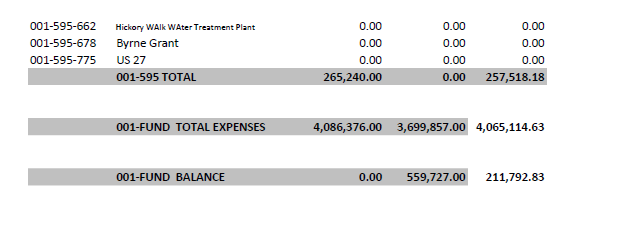 001-595-662 Hickory WAlk WAter Treatment Plant 0.00 0.00 0.00
001-595-678 Byrne Grant 0.00 0.00 0.00
001-595-775 US 27 0.00 0.00 0.00
001-595 TOTAL 265,240.00 0.00 257,518.18
001-FUND TOTAL EXPENSES 4,086,376.00 3,699,857.00 4,065,114.63
001-FUND BALANCE 0.00 559,727.00 211,792.83